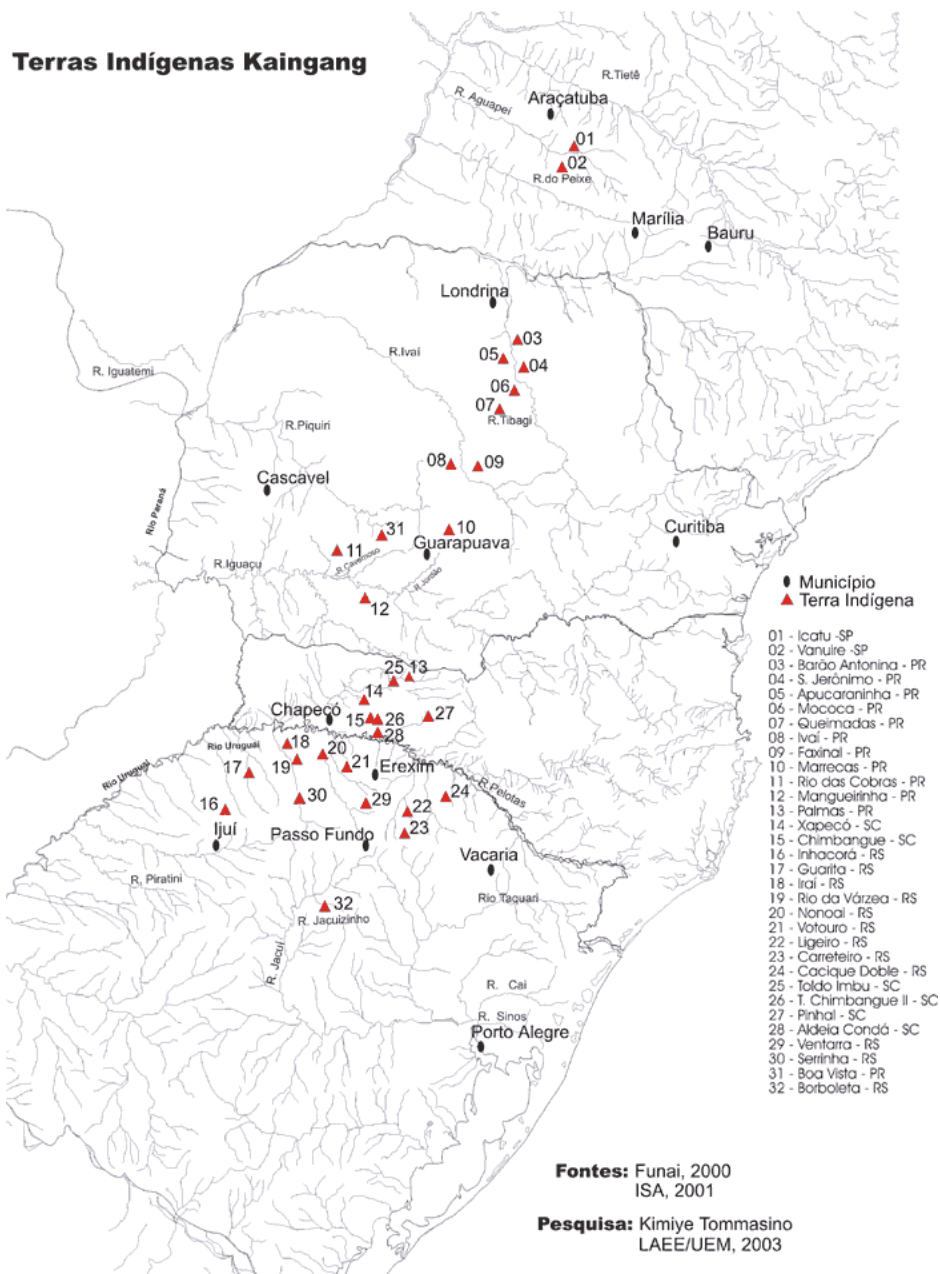 Terras Indígenas Kaingang
R.Tietê
R. Aguapeí
Araçatuba
01
02
R.do Peixe
Marília
Bauru
Londrina
03
R.Ivaí
05
04
R. Iguatemi
06
07
R.Tibagi
R.Piquiri
08
09
Cascavel
Rio Paraná
31
10
Curitiba
11
Guarapuava
R.Iguaçu
R. Cavernoso
R. Jordão
12
Município
Terra Indígena
01 - Icatu -SP
02 - Vanuire -SP
03 - Barão Antonina - PR
04 - S. Jerônimo - PR
05 - Apucaraninha - PR
06 - Mococa - PR
07 - Queimadas - PR
08 - Ivaí - PR
09 - Faxinal - PR
10 - Marrecas - PR
11 - Rio das Cobras - PR
12 - Mangueirinha - PR
13 - Palmas - PR
14 - Xapecó - SC
15 - Chimbangue - SC
16 - Inhacorá - RS
17 - Guarita - RS
18 - Iraí - RS
19 - Rio da Várzea - RS
20 - Nonoai - RS
21 - Votouro - RS
22 - Ligeiro - RS
23 - Carreteiro - RS
24 - Cacique Doble - RS
25 - Toldo Imbu - SC
26 - T. Chimbangue II - SC
27 - Pinhal - SC
28 - Aldeia Condá - SC
29 - Ventarra - RS
30 - Serrinha - RS
31 - Boa Vista - PR
32 - Borboleta - RS
25
13
14
Chapecó
15
26
27
28
Rio Uruguai
18
20
Rio Uruguai
19
21
Erexim
17
R.Pelotas
24
30
29
22
16
Ijuí
Passo Fundo
23
Vacaria
R. Piratini
Rio Taquari
32
R. Jacuizinho
R. Jacuí
R. Cai
R. Sinos
Porto Alegre
Fontes: Funai, 2000
ISA, 2001
Pesquisa: Kimiye Tommasino
LAEE/UEM, 2003